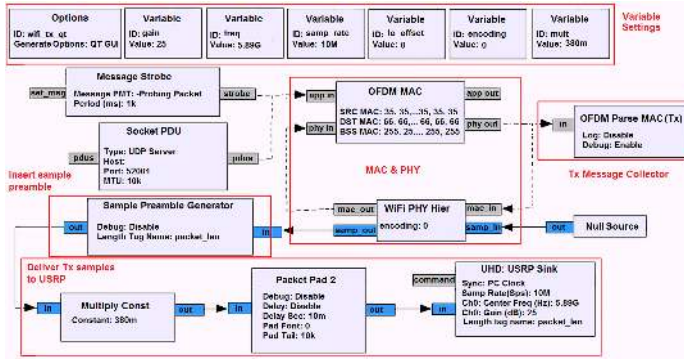 Options
ID: wifi_tx_qt
Generate Options: QT GUI
Variable
ID: gain
Value: 25
Variable
ID: freq
Value: 5.89G
Variable
ID: samp_rate
Value: 10M
Variable
ID: lo_offset
Value: 0
Variable
ID: encoding
Value: 0
Variable
ID: mult
Value: 380m
Variable
Settings
Message Strobe
set_msg
Message PMT: -Probing Packet
Period (ms): 1k
strobe
Socket PDU
pdus
Type: UDP Server
Host:
Port: 52001
MTU: 10k
pdus
OFDM MAC
app in
app out
SRC MAC: 35. 35....35. 35
DST MAC: 66. 66,... 66, 66
BSS MAC: 255. 25.... 255, 255
phy in
phy out
MAC & PHY
in
OFDM Parse MAC (Tx)
Log: Disable
Debug: Enable
Tx Message Collector
Insert sample
preamble
Sample Preamble Generator
out
Debug: Disable
Length Tag Name: packet_len
in
WiFi PHY Hier
mac_out
mac_in
encoding: 0
samp_out
samp_in
out
Null Source
Deliver Tx samples
to USRP
in
Multiply Const
Constant: 380m
out
in
Packet Pad 2
Debug: Disable
Delay: Disable
Delay Sec: 10m
Pad Font: 0
Pad Tail: 10k
out
command
in
UHD: USRP Sink
Sync: PC Clock
Samp Rate(Sps): 10M
Ch0: Center Freq (Hz): 5.89G
Ch0: Gain (dB): 25
Length tag name: packet_len